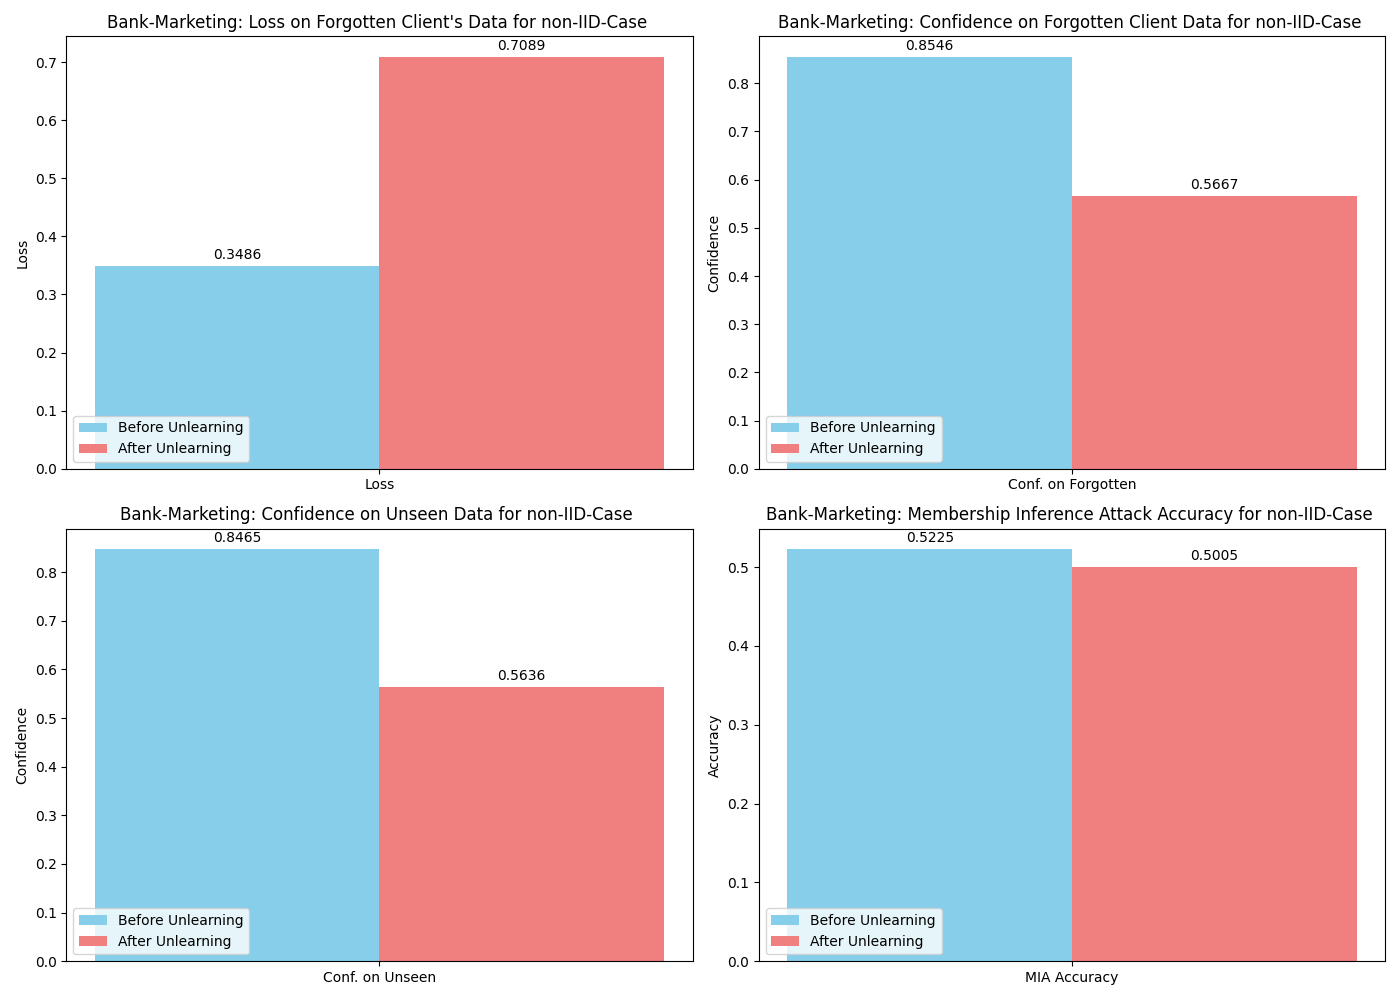 Bank-Marketing: Loss on Forgotten Client's Data for non-IID-Case
0.7089
0.7
0.6
0.5
0.4
0.3486
0.3
0.2
0.1
0.0
Loss
Before Unlearning
After Unlearning
Loss
Bank-Marketing: Confidence on Forgotten Client Data for non-IID-Case
0.8546
0.8
0.7
0.6
0.5667
0.5
0.4
0.3
0.2
0.1
0.0
Confidence
Before Unlearning
After Unlearning
Conf. on Forgotten
Bank-Marketing: Confidence on Unseen Data for non-IID-Case
0.8465
0.8
0.7
0.6
0.5636
0.5
0.4
0.3
0.2
0.1
0.0
Confidence
Before Unlearning
After Unlearning
Conf. on Unseen
Bank-Marketing: Membership Inference Attack Accuracy for non-IID-Case
0.5225
0.5005
0.5
0.4
0.3
0.2
0.1
0.0
Accuracy
Before Unlearning
After Unlearning
MIA Accuracy